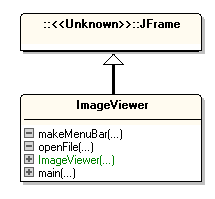 ::<<Unknown>>::JFrame
ImageViewer
makeMenuBar(...)
openFile(...)
ImageViewer(...)
main(...)